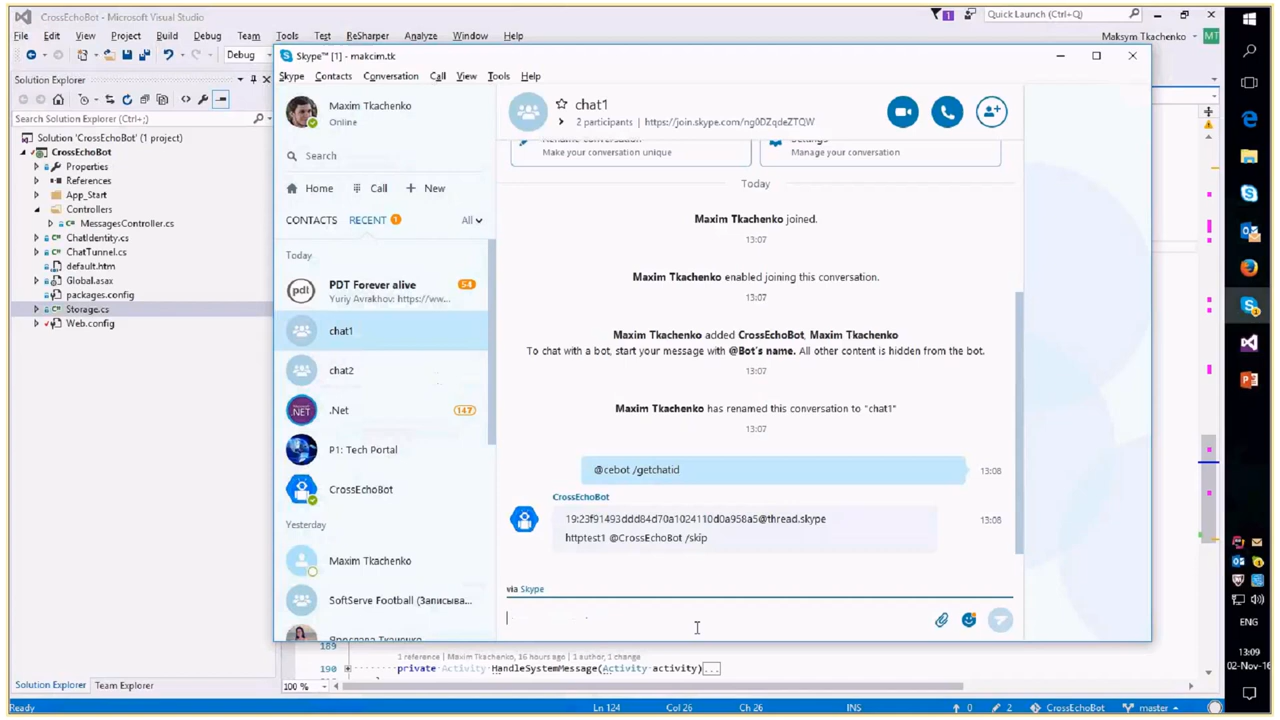 CrossEchoBot - Microsoft Visual Studio
1
Quick Launch (Ctrl+Q)
File Edit View Project Build Debug Team Test ReSharper Analyze Window Help
Maksym Tkachenko MT
Debug
Solution Explorer
Search Solution Explorer (Ctrl+;)
Solution 'CrossEchoBot' (1 project)
CrossEchoBot
Properties
References
App_Start
Controllers
MessagesController.cs
ChatIdentity.cs
ChatTunnel.cs
default.htm
Global.asax
packages.config
Storage.cs
Web.config
Skype™ [1] - makcim.tk
Skype Contacts Conversation Call View Tools Help
Maxim Tkachenko
Online
Search
Home Call New
CONTACTS RECENT 1 All
Today
PDT Forever alive 54
pdt
Yuriy Avrakhov: https://ww...
chat1
chat2
.Net 147
NET
P1: Tech Portal
CrossEchoBot
Yesterday
Maxim Tkachenko
SoftServe Football (Записыва...
Ярослава Ткаченко
chat1
2 participants | https://join.skype.com/ng0DZqdeZTQW
Rename conversation
Make your conversation unique
Settings
Manage your conversation
Today
Maxim Tkachenko joined.
13:07
Maxim Tkachenko enabled joining this conversation.
13:07
Maxim Tkachenko added CrossEchoBot, Maxim Tkachenko
To chat with a bot, start your message with @Bot's name. All other content is hidden from the bot.
13:07
Maxim Tkachenko has renamed this conversation to "chat1"
13:07
@cebot /getchatid
13:08
CrossEchoBot
19:23f91493ddd84d70a1024110d0a958a5@thread.skype
13:08
httptest1 @CrossEchoBot /skip
via Skype
189
1 reference | Maxim Tkachenko, 16 hours ago | 1 author, 1 change
190 private Activity HandleSystemMessage(Activity activity)...
100 %
Solution Explorer Team Explorer
Ready
Ln 124 Col 26 Ch 26 INS 0 2 CrossEchoBot master
ENG
13:09
02-Nov-16